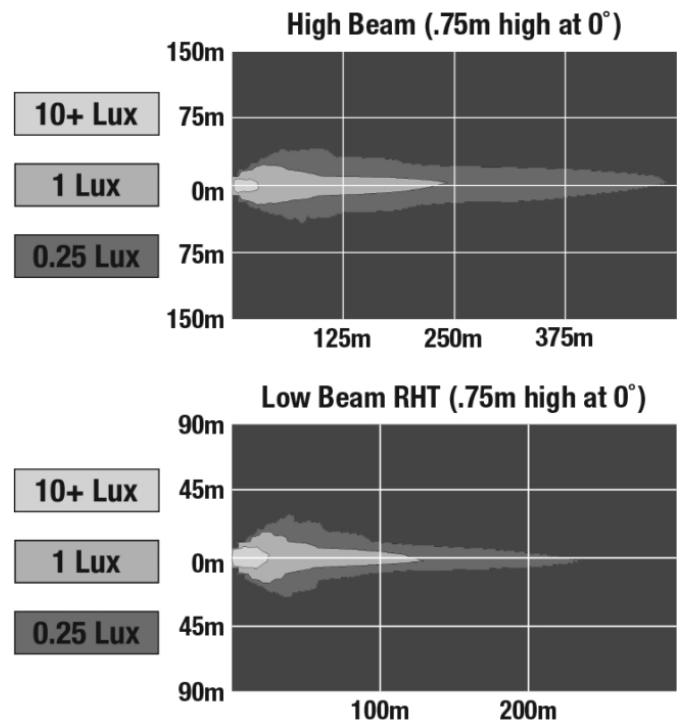 High Beam (.75m high at 0˚)
150m
75m
0m
75m
150m
10+ Lux
1 Lux
0.25 Lux
125m 250m 375m
Low Beam RHT (.75m high at 0˚)
90m
45m
0m
45m
90m
10+ Lux
1 Lux
0.25 Lux
100m 200m